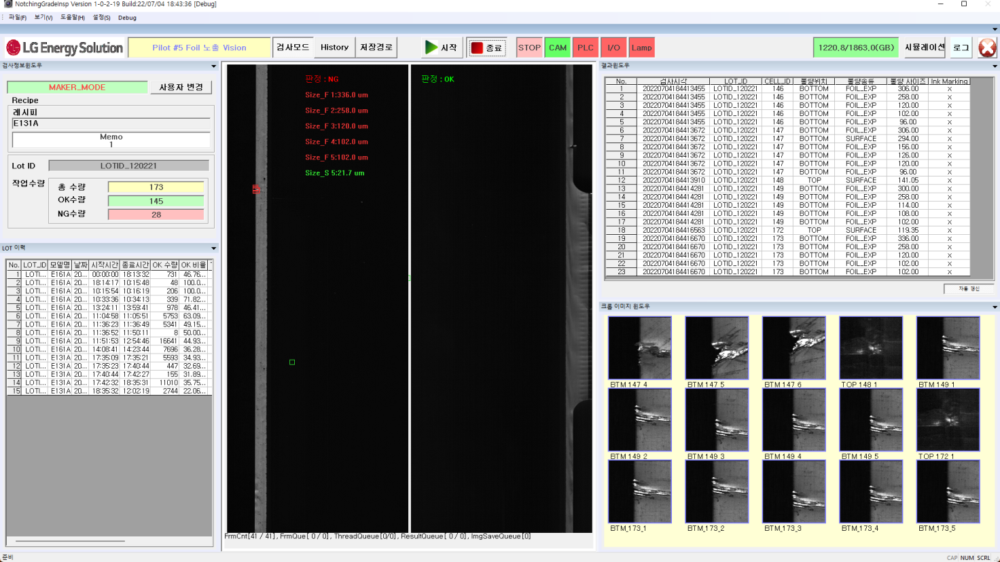 NotchingGradeInsp Version 1-0-2-19 Build:22/07/04 18:43:36 [Debug]
파일(F) 보기(V) 도움말(H) 설정(S) Debug
LG Energy Solution Pilot #5 Foil 노출 Vision 검사모드 History 저장경로 시작 종료 STOP CAM PLC I/O Lamp 1220.8/1863.0(GB) 시뮬레이션 로그
검사정보윈도우
MAKER_MODE 사용자 변경
Recipe
레시피
E131A
Memo
1
Lot ID LOTID_120221
작업수량
총 수량 173
OK수량 145
NG수량 28
LOT 이력
No. LOT_ID 모델명 날짜 시작시간 종료시간 OK 수량 OK 비율
1 LOTI... E161A 20... 00:00:00 18:13:32 731 46.76...
2 LOTI... E161A 20... 18:14:17 10:15:48 48 100.0...
3 LOTI... E161A 20... 10:15:54 10:16:19 206 100.0...
4 LOTI... E161A 20... 10:33:36 10:34:13 339 71.82...
5 LOTI... E161A 20... 13:24:11 13:59:41 978 46.41...
6 LOTI... E161A 20... 11:04:58 11:05:51 5753 63.09...
7 LOTI... E161A 20... 11:36:23 11:36:49 5341 49.15...
8 LOTI... E161A 20... 11:36:52 11:50:11 8 50.00...
9 LOTI... E161A 20... 11:51:53 12:54:46 16641 44.93...
10 LOTI... E161A 20... 14:08:41 14:23:44 7696 36.28...
11 LOTI... E131A 20... 17:35:09 17:35:21 5593 34.93...
12 LOTI... E131A 20... 17:35:23 17:40:44 447 32.69...
13 LOTI... E131A 20... 17:40:44 17:42:27 155 31.89...
14 LOTI... E131A 20... 17:42:32 18:35:31 11010 35.75...
15 LOTI... E131A 20... 18:35:32 12:02:19 2744 22.06...
판정 : NG
Size_F 1:336.0 um
Size_F 2:258.0 um
Size_F 3:120.0 um
Size_F 4:102.0 um
Size_F 5:102.0 um
Size_S 5:21.7 um
판정 : OK
FrmCnt[41 / 41], FrmQue[ 0 / 0], ThreadQueue[0/0], ResultQueue[ 0 / 0], ImgSaveQueue[0]
결과윈도우
No. 검사시각 LOT_ID CELL_ID 불량위치 불량종류 불량 사이즈 Ink Marking
1 20220704184413455 LOTID_120221 146 BOTTOM FOIL_EXP 306.00 X
2 20220704184413455 LOTID_120221 146 BOTTOM FOIL_EXP 258.00 X
3 20220704184413455 LOTID_120221 146 BOTTOM FOIL_EXP 120.00 X
4 20220704184413455 LOTID_120221 146 BOTTOM FOIL_EXP 102.00 X
5 20220704184413455 LOTID_120221 146 BOTTOM FOIL_EXP 96.00 X
6 20220704184413672 LOTID_120221 147 BOTTOM FOIL_EXP 306.00 X
7 20220704184413672 LOTID_120221 147 BOTTOM SURFACE 294.00 X
8 20220704184413672 LOTID_120221 147 BOTTOM FOIL_EXP 156.00 X
9 20220704184413672 LOTID_120221 147 BOTTOM FOIL_EXP 126.00 X
10 20220704184413672 LOTID_120221 147 BOTTOM FOIL_EXP 120.00 X
11 20220704184413672 LOTID_120221 147 BOTTOM FOIL_EXP 96.00 X
12 20220704184413910 LOTID_120221 148 TOP SURFACE 141.05 X
13 20220704184414281 LOTID_120221 149 BOTTOM FOIL_EXP 300.00 X
14 20220704184414281 LOTID_120221 149 BOTTOM FOIL_EXP 258.00 X
15 20220704184414281 LOTID_120221 149 BOTTOM FOIL_EXP 114.00 X
16 20220704184414281 LOTID_120221 149 BOTTOM FOIL_EXP 108.00 X
17 20220704184414281 LOTID_120221 149 BOTTOM FOIL_EXP 102.00 X
18 20220704184416563 LOTID_120221 172 TOP SURFACE 119.35 X
19 20220704184416670 LOTID_120221 173 BOTTOM FOIL_EXP 336.00 X
20 20220704184416670 LOTID_120221 173 BOTTOM FOIL_EXP 258.00 X
21 20220704184416670 LOTID_120221 173 BOTTOM FOIL_EXP 120.00 X
22 20220704184416670 LOTID_120221 173 BOTTOM FOIL_EXP 102.00 X
23 20220704184416670 LOTID_120221 173 BOTTOM FOIL_EXP 102.00 X
자동 갱신
크롭 이미지 윈도우
BTM_147_4 BTM_147_5 BTM_147_6 TOP_148_1 BTM_149_1
BTM_149_2 BTM_149_3 BTM_149_4 BTM_149_5 TOP_172_1
BTM_173_1 BTM_173_2 BTM_173_3 BTM_173_4 BTM_173_5
준비 CAP NUM SCRL